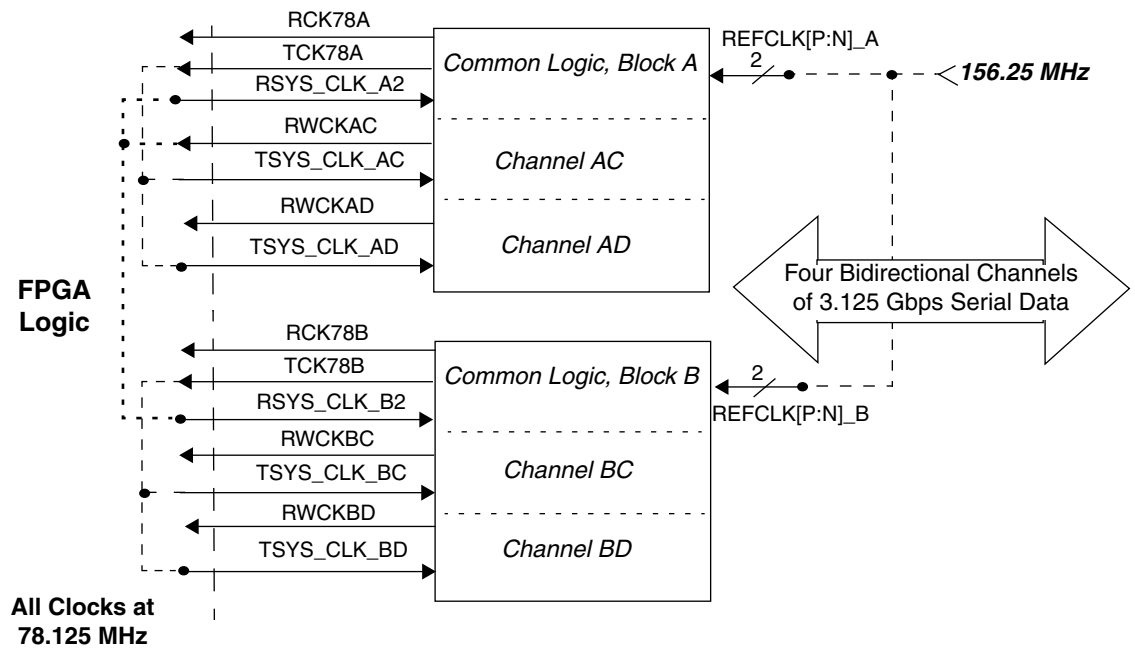 RCK78A
TCK78A
RSYS_CLK_A2
RWCKAC
TSYS_CLK_AC
RWCKAD
TSYS_CLK_AD
Common Logic, Block A
Channel AC
Channel AD
REFCLK[P:N]_A
2
156.25 MHz
Four Bidirectional Channels
of 3.125 Gbps Serial Data
FPGA
Logic
RCK78B
TCK78B
RSYS_CLK_B2
RWCKBC
TSYS_CLK_BC
RWCKBD
TSYS_CLK_BD
Common Logic, Block B
Channel BC
Channel BD
2
REFCLK[P:N]_B
All Clocks at
78.125 MHz